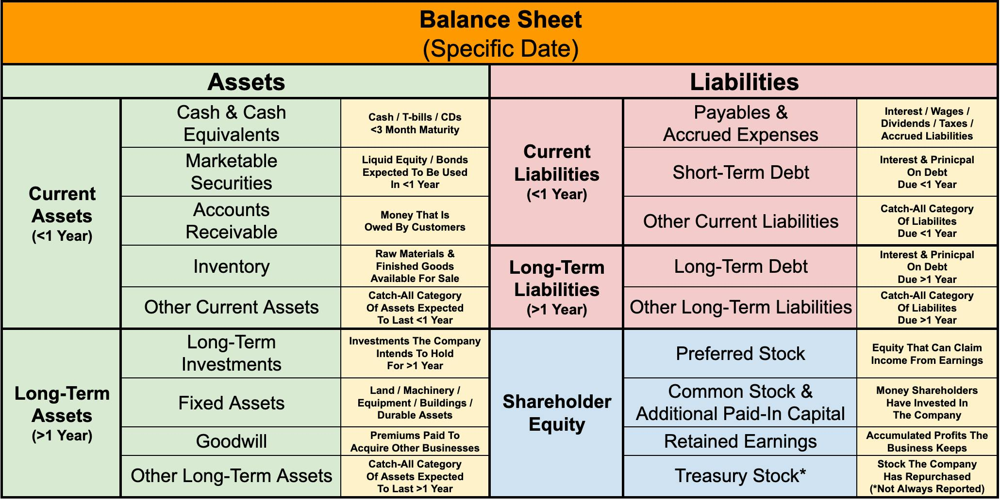 Balance Sheet
(Specific Date)
Assets
Current
Assets
(<1 Year)
Cash & Cash
Equivalents
Cash / T-bills / CDs
<3 Month Maturity
Marketable
Securities
Liquid Equity / Bonds
Expected To Be Used
In <1 Year
Accounts
Receivable
Money That Is
Owed By Customers
Inventory
Raw Materials &
Finished Goods
Available For Sale
Other Current Assets
Catch-All Category
Of Assets Expected
To Last <1 Year
Long-Term
Assets
(>1 Year)
Long-Term
Investments
Investments The Company
Intends To Hold
For >1 Year
Fixed Assets
Land / Machinery /
Equipment / Buildings /
Durable Assets
Goodwill
Premiums Paid To
Acquire Other Businesses
Other Long-Term Assets
Catch-All Category
Of Assets Expected
To Last >1 Year
Liabilities
Current
Liabilities
(<1 Year)
Payables &
Accrued Expenses
Interest / Wages /
Dividends / Taxes /
Accrued Liabilities
Short-Term Debt
Interest & Prinicpal
On Debt
Due <1 Year
Other Current Liabilities
Catch-All Category
Of Liabilites
Due <1 Year
Long-Term
Liabilities
(>1 Year)
Long-Term Debt
Interest & Prinicpal
On Debt
Due >1 Year
Other Long-Term Liabilities
Catch-All Category
Of Liabilites
Due >1 Year
Shareholder
Equity
Preferred Stock
Equity That Can Claim
Income From Earnings
Common Stock &
Additional Paid-In Capital
Money Shareholders
Have Invested In
The Company
Retained Earnings
Accumulated Profits The
Business Keeps
Treasury Stock*
Stock The Company
Has Repurchased
(*Not Always Reported)